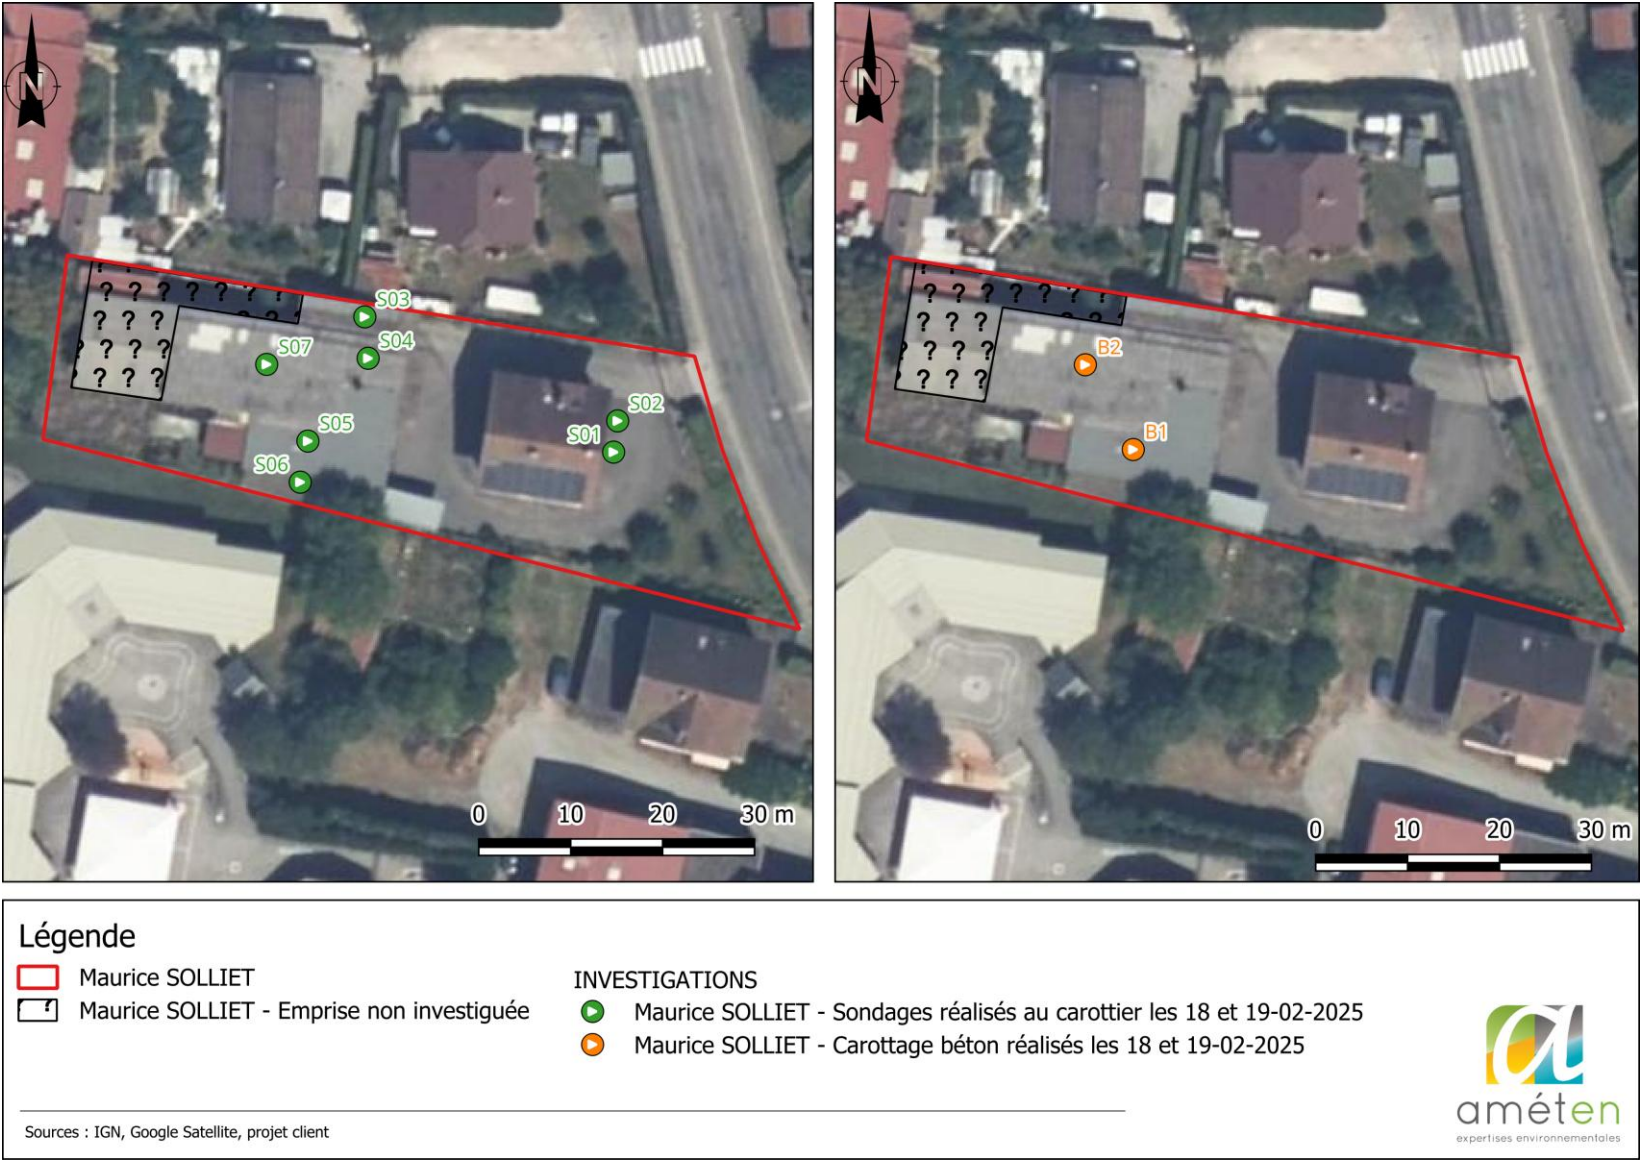 N
S03
S04
S07
S02
S05
S01
S06
? ? ? ? ? ? ?
? ? ? ?
? ? ?
? ? ?
0 10 20 30 m
N
B2
B1
? ? ? ? ? ?
? ? ? ?
? ? ?
? ? ?
0 10 20 30 m
Légende
Maurice SOLLIET
? Maurice SOLLIET - Emprise non investiguée
INVESTIGATIONS
Maurice SOLLIET - Sondages réalisés au carottier les 18 et 19-02-2025
Maurice SOLLIET - Carottage béton réalisés les 18 et 19-02-2025
Sources : IGN, Google Satellite, projet client
a
améten
expertises environnementales